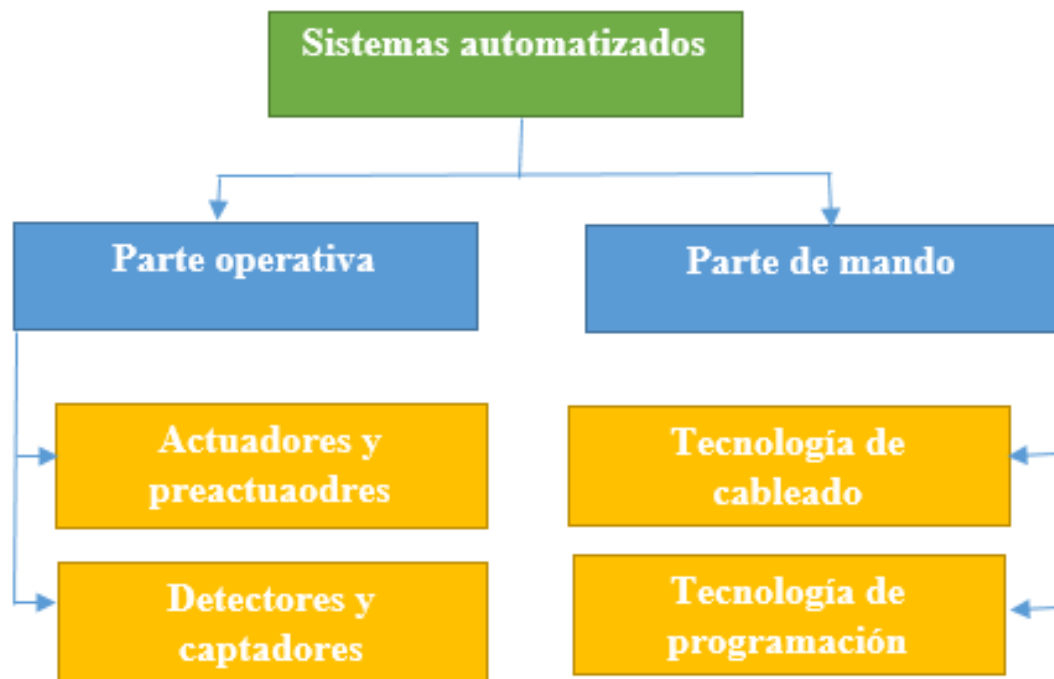 Sistemas automatizados
Parte operativa
Parte de mando
Actuadores y
preactuaodres
Tecnología de
cableado
Detectores y
captadores
Tecnología de
programación